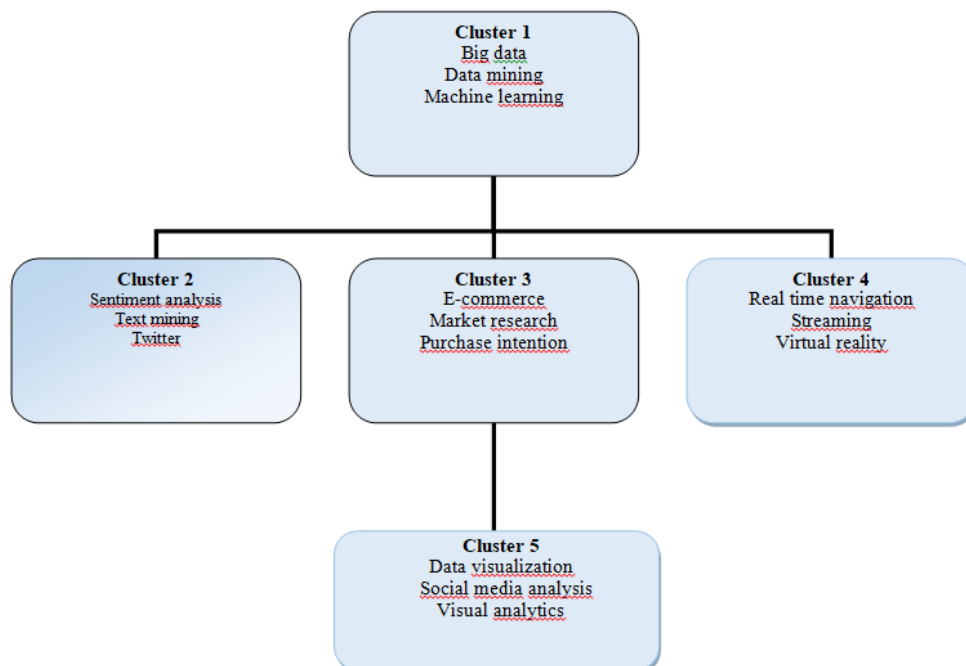 Cluster 1
Big data
Data mining
Machine learning
Cluster 2
Sentiment analysis
Text mining
Twitter
Cluster 3
E-commerce
Market research
Purchase intention
Cluster 4
Real time navigation
Streaming
Virtual reality
Cluster 5
Data visualization
Social media analysis
Visual analytics